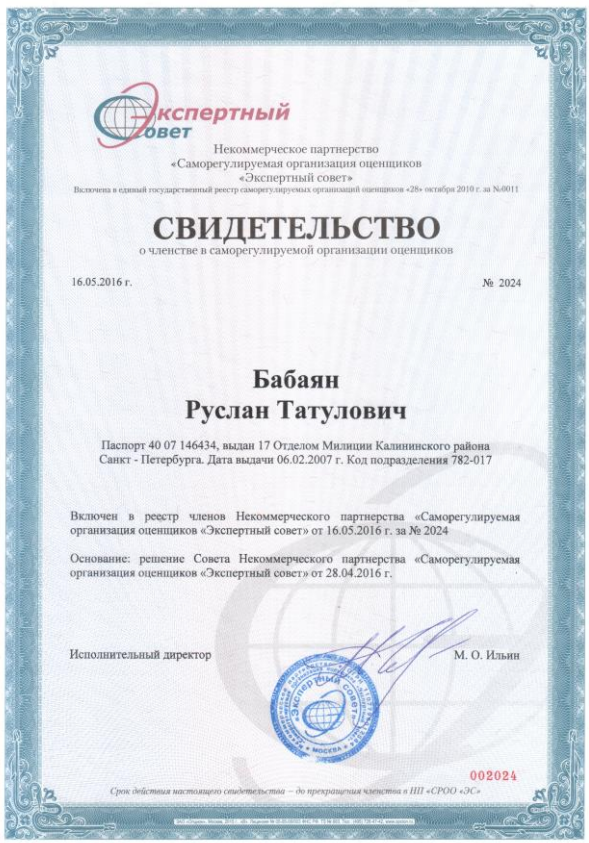 Экспертный
Совет
Некоммерческое партнерство
«Саморегулируемая организация оценщиков
«Экспертный совет»
Включена в единый государственный реестр саморегулируемых организаций оценщиков «28» октября 2010 г. за №0011
СВИДЕТЕЛЬСТВО
о членстве в саморегулируемой организации оценщиков
16.05.2016 г. № 2024
Бабаян
Руслан Татулович
Паспорт 40 07 146434, выдан 17 Отделом Милиции Калининского района
Санкт - Петербурга. Дата выдачи 06.02.2007 г. Код подразделения 782-017
Включен в реестр членов Некоммерческого партнерства «Саморегулируемая
организация оценщиков «Экспертный совет» от 16.05.2016 г. за № 2024
Основание: решение Совета Некоммерческого партнерства «Саморегулируемая
организация оценщиков «Экспертный совет» от 28.04.2016 г.
Исполнительный директор М. О. Ильин
«Экспертный совет»
МОСКВА
002024
Срок действия настоящего свидетельства – до прекращения членства в НП «СРОО «ЭС»